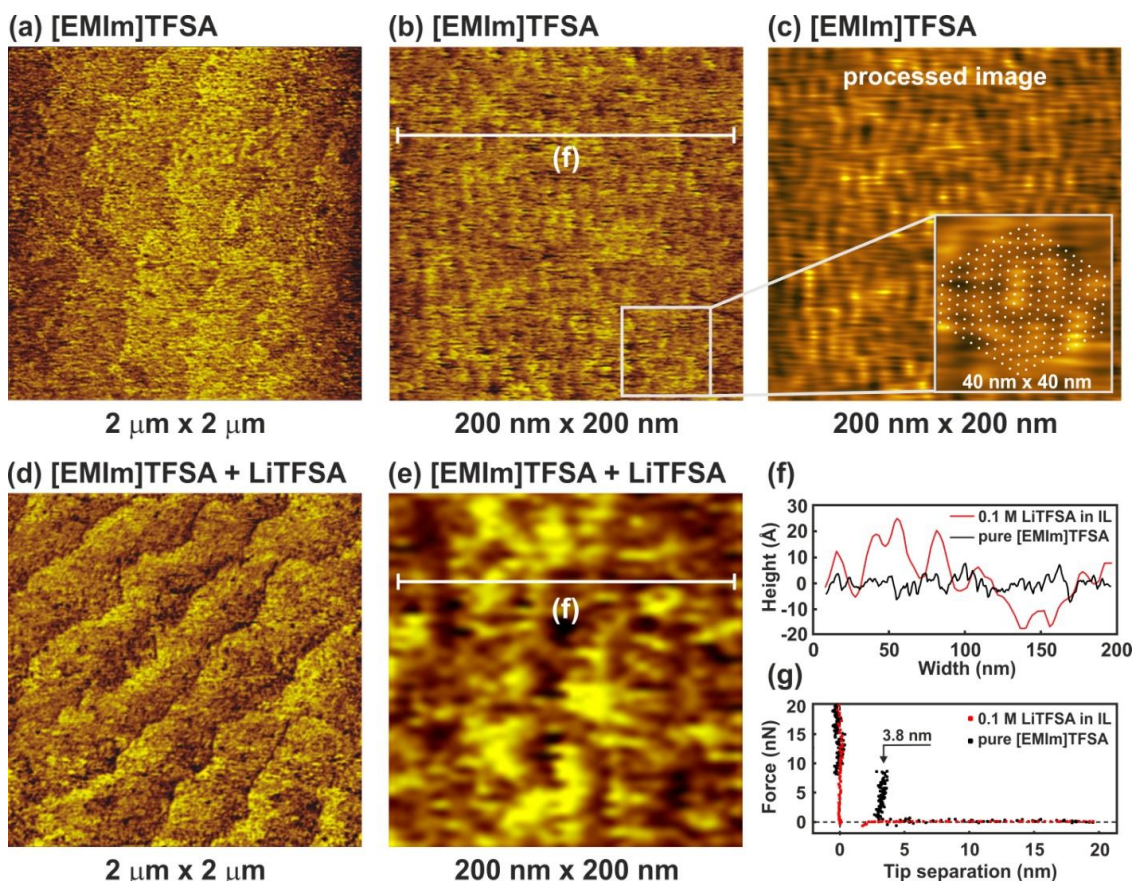 (a) [EMIm]TFSA
(b) [EMIm]TFSA
(c) [EMIm]TFSA
processed image
(f)
40 nm x 40 nm
2 μm x 2 μm
200 nm x 200 nm
200 nm x 200 nm
(d) [EMIm]TFSA + LiTFSA
(e) [EMIm]TFSA + LiTFSA
(f)
2 μm x 2 μm
200 nm x 200 nm
(f)
Height (Å)
30
20
10
0
-10
-20
0.1 M LiTFSA in IL
pure [EMIm]TFSA
0 50 100 150 200
Width (nm)
(g)
Force (nN)
20
15
10
5
0
3.8 nm
0.1 M LiTFSA in IL
pure [EMIm]TFSA
0 5 10 15 20
Tip separation (nm)